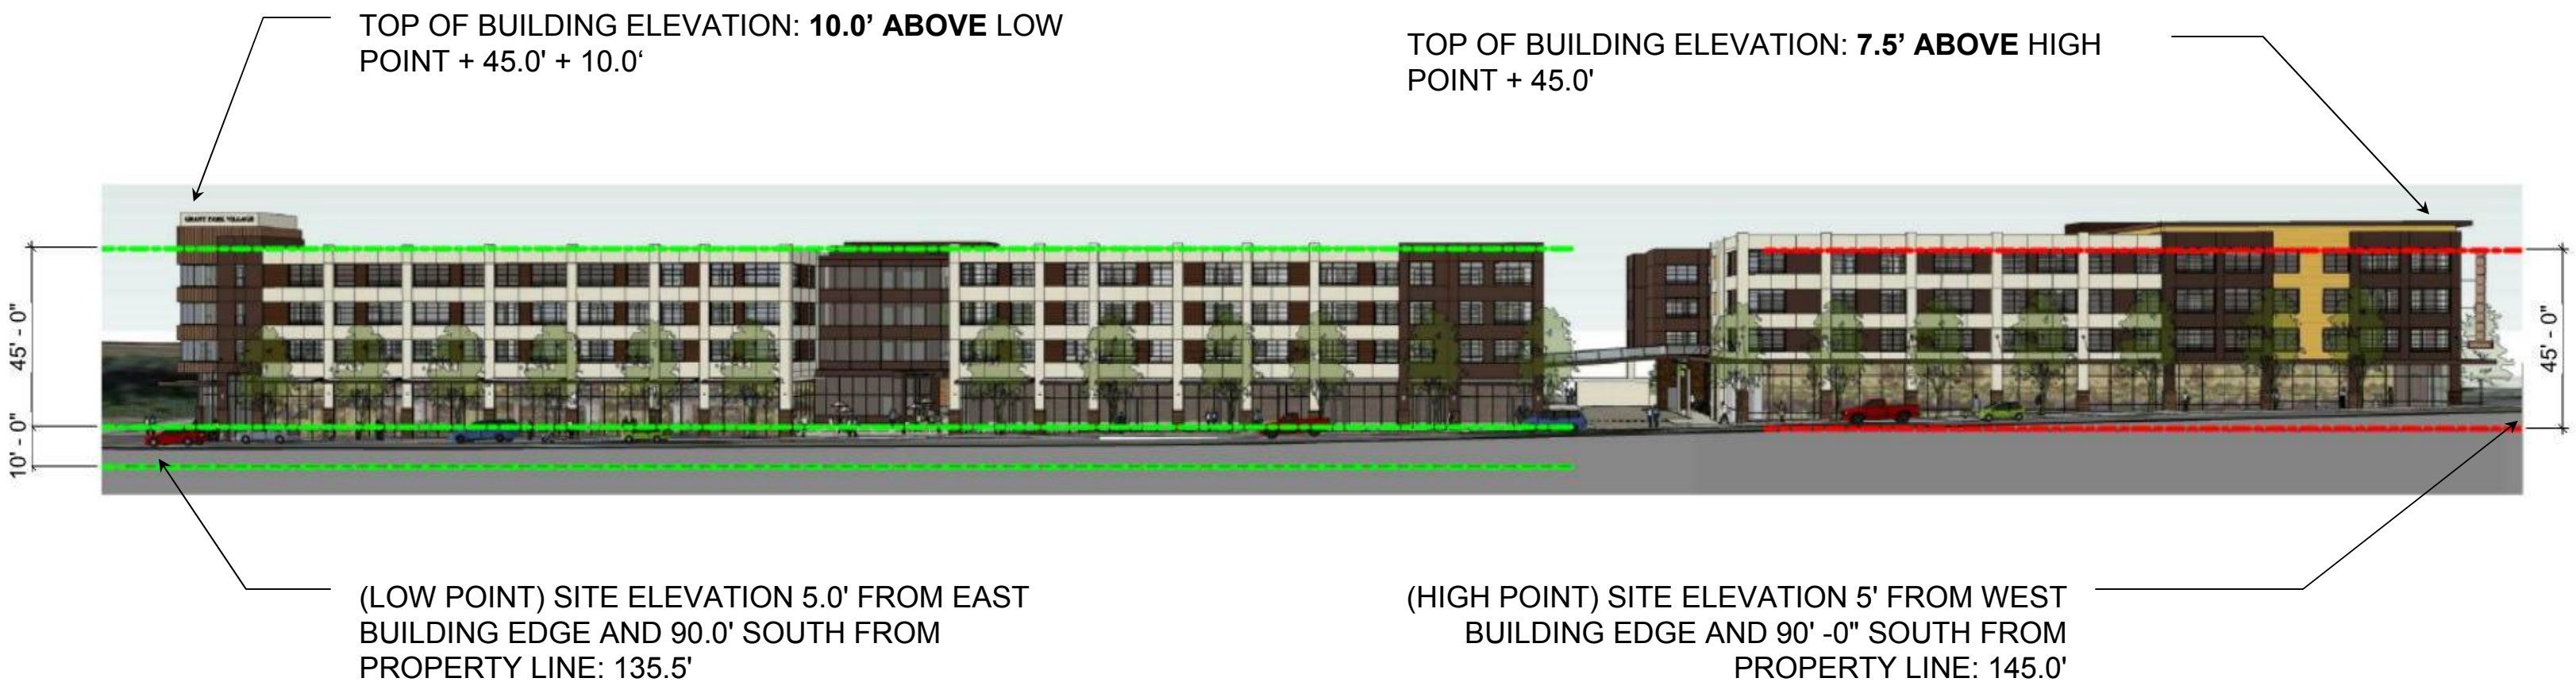 TOP OF BUILDING ELEVATION: 10.0’ ABOVE LOW
POINT + 45.0' + 10.0‘
TOP OF BUILDING ELEVATION: 7.5’ ABOVE HIGH
POINT + 45.0'
GRANT PARK VILLAGE
45' - 0"
10' - 0"
45' - 0"
(LOW POINT) SITE ELEVATION 5.0' FROM EAST
BUILDING EDGE AND 90.0' SOUTH FROM
PROPERTY LINE: 135.5'
(HIGH POINT) SITE ELEVATION 5' FROM WEST
BUILDING EDGE AND 90' -0" SOUTH FROM
PROPERTY LINE: 145.0'